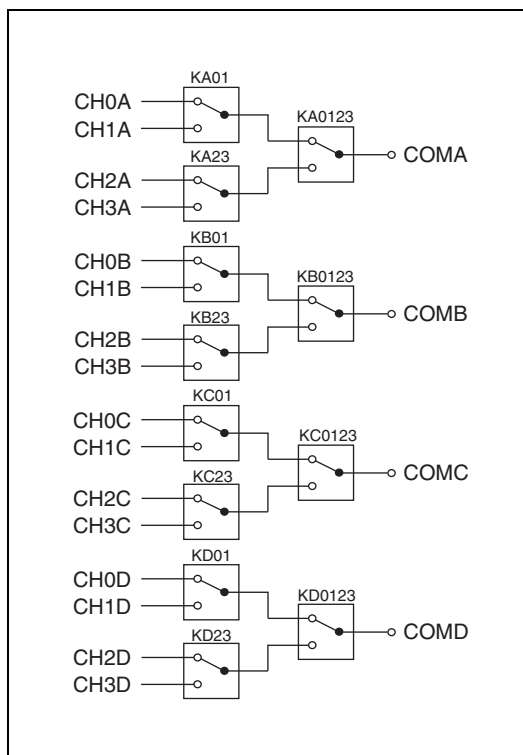 KA01
CH0A
CH1A
KA0123
COMA
KA23
CH2A
CH3A
KB01
CH0B
CH1B
KB0123
COMB
KB23
CH2B
CH3B
KC01
CH0C
CH1C
KC0123
COMC
KC23
CH2C
CH3C
KD01
CH0D
CH1D
KD0123
COMD
KD23
CH2D
CH3D